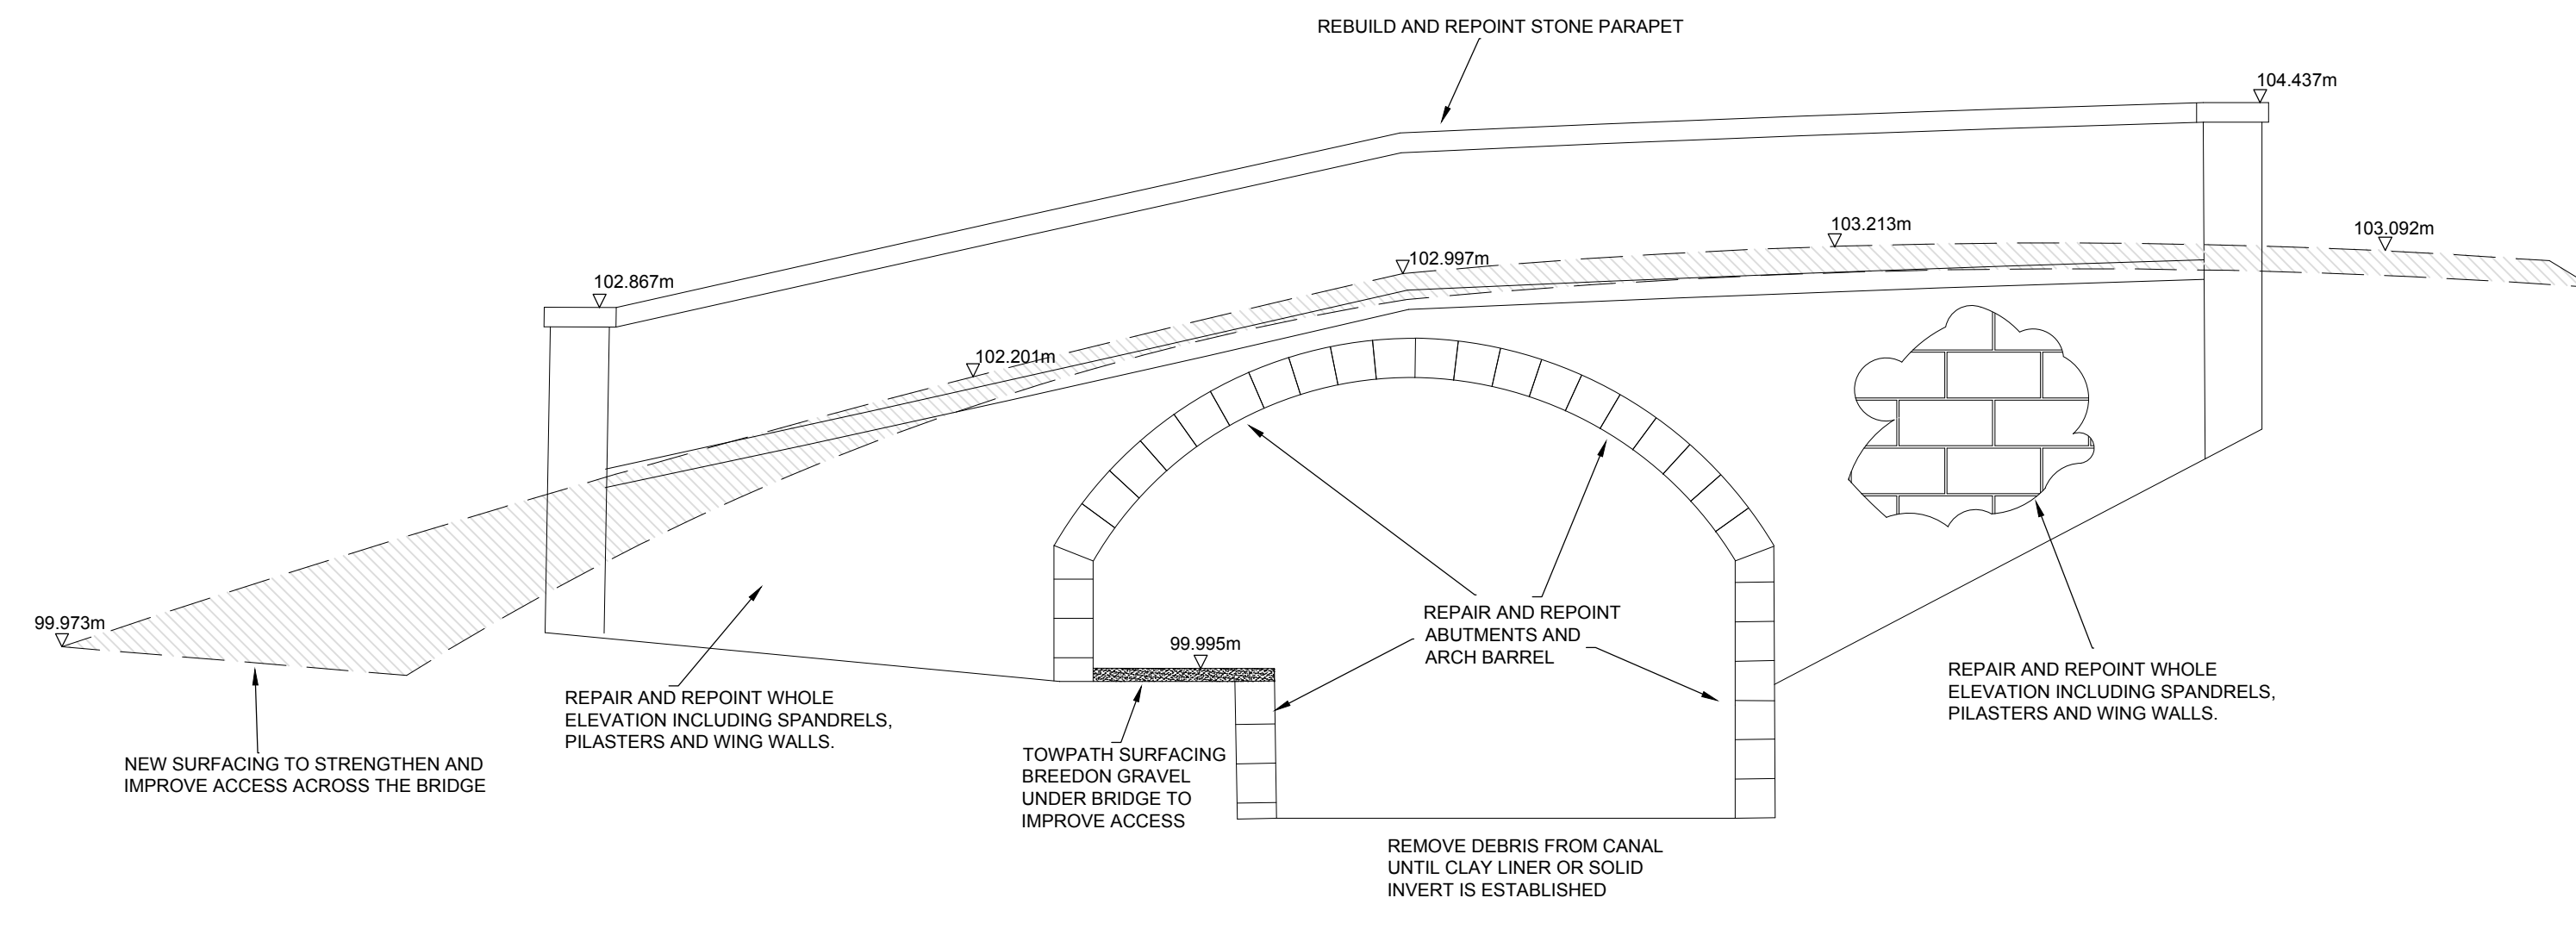 REBUILD AND REPOINT STONE PARAPET
104.437m
103.213m
103.092m
102.997m
102.867m
102.201m
99.973m
99.995m
REPAIR AND REPOINT
ABUTMENTS AND
ARCH BARREL
REPAIR AND REPOINT WHOLE
ELEVATION INCLUDING SPANDRELS,
PILASTERS AND WING WALLS.
REPAIR AND REPOINT WHOLE
ELEVATION INCLUDING SPANDRELS,
PILASTERS AND WING WALLS.
NEW SURFACING TO STRENGTHEN AND
IMPROVE ACCESS ACROSS THE BRIDGE
TOWPATH SURFACING
BREEDON GRAVEL
UNDER BRIDGE TO
IMPROVE ACCESS
REMOVE DEBRIS FROM CANAL
UNTIL CLAY LINER OR SOLID
INVERT IS ESTABLISHED